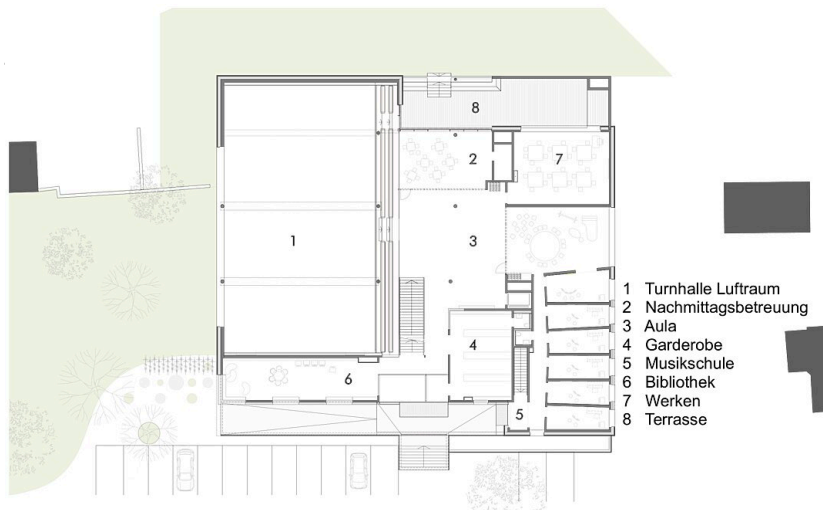 8
2
7
1
3
4
6
5
1 Turnhalle Luftraum
2 Nachmittagsbetreuung
3 Aula
4 Garderobe
5 Musikschule
6 Bibliothek
7 Werken
8 Terrasse